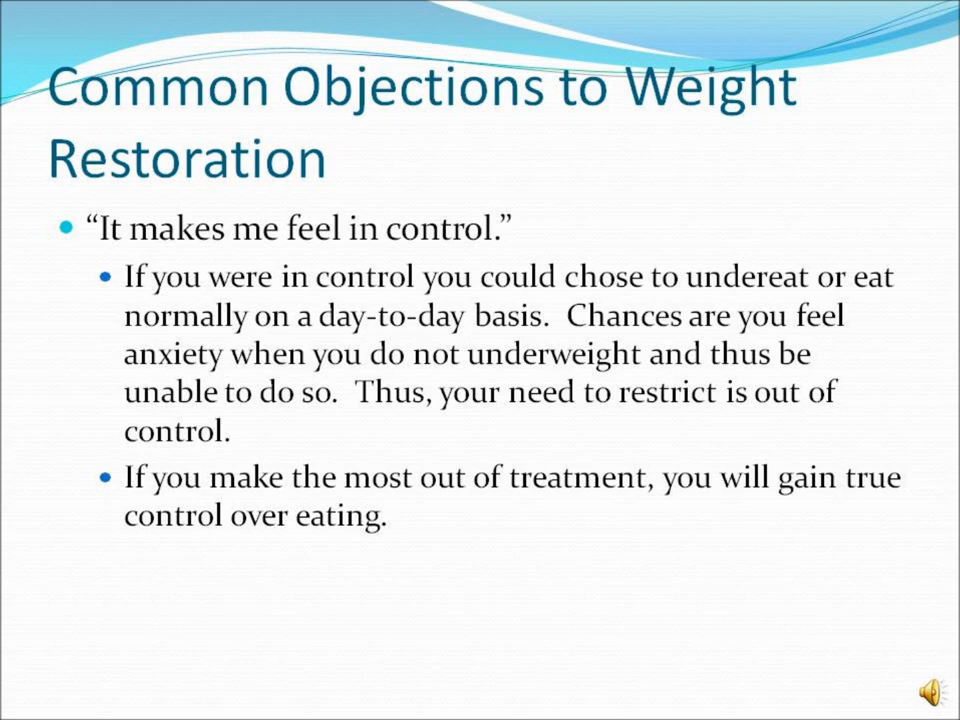 Common Objections to Weight
Restoration
• “It makes me feel in control.”
• If you were in control you could chose to undereat or eat
normally on a day-to-day basis.  Chances are you feel
anxiety when you do not underweight and thus be
unable to do so.  Thus, your need to restrict is out of
control.
• If you make the most out of treatment, you will gain true
control over eating.